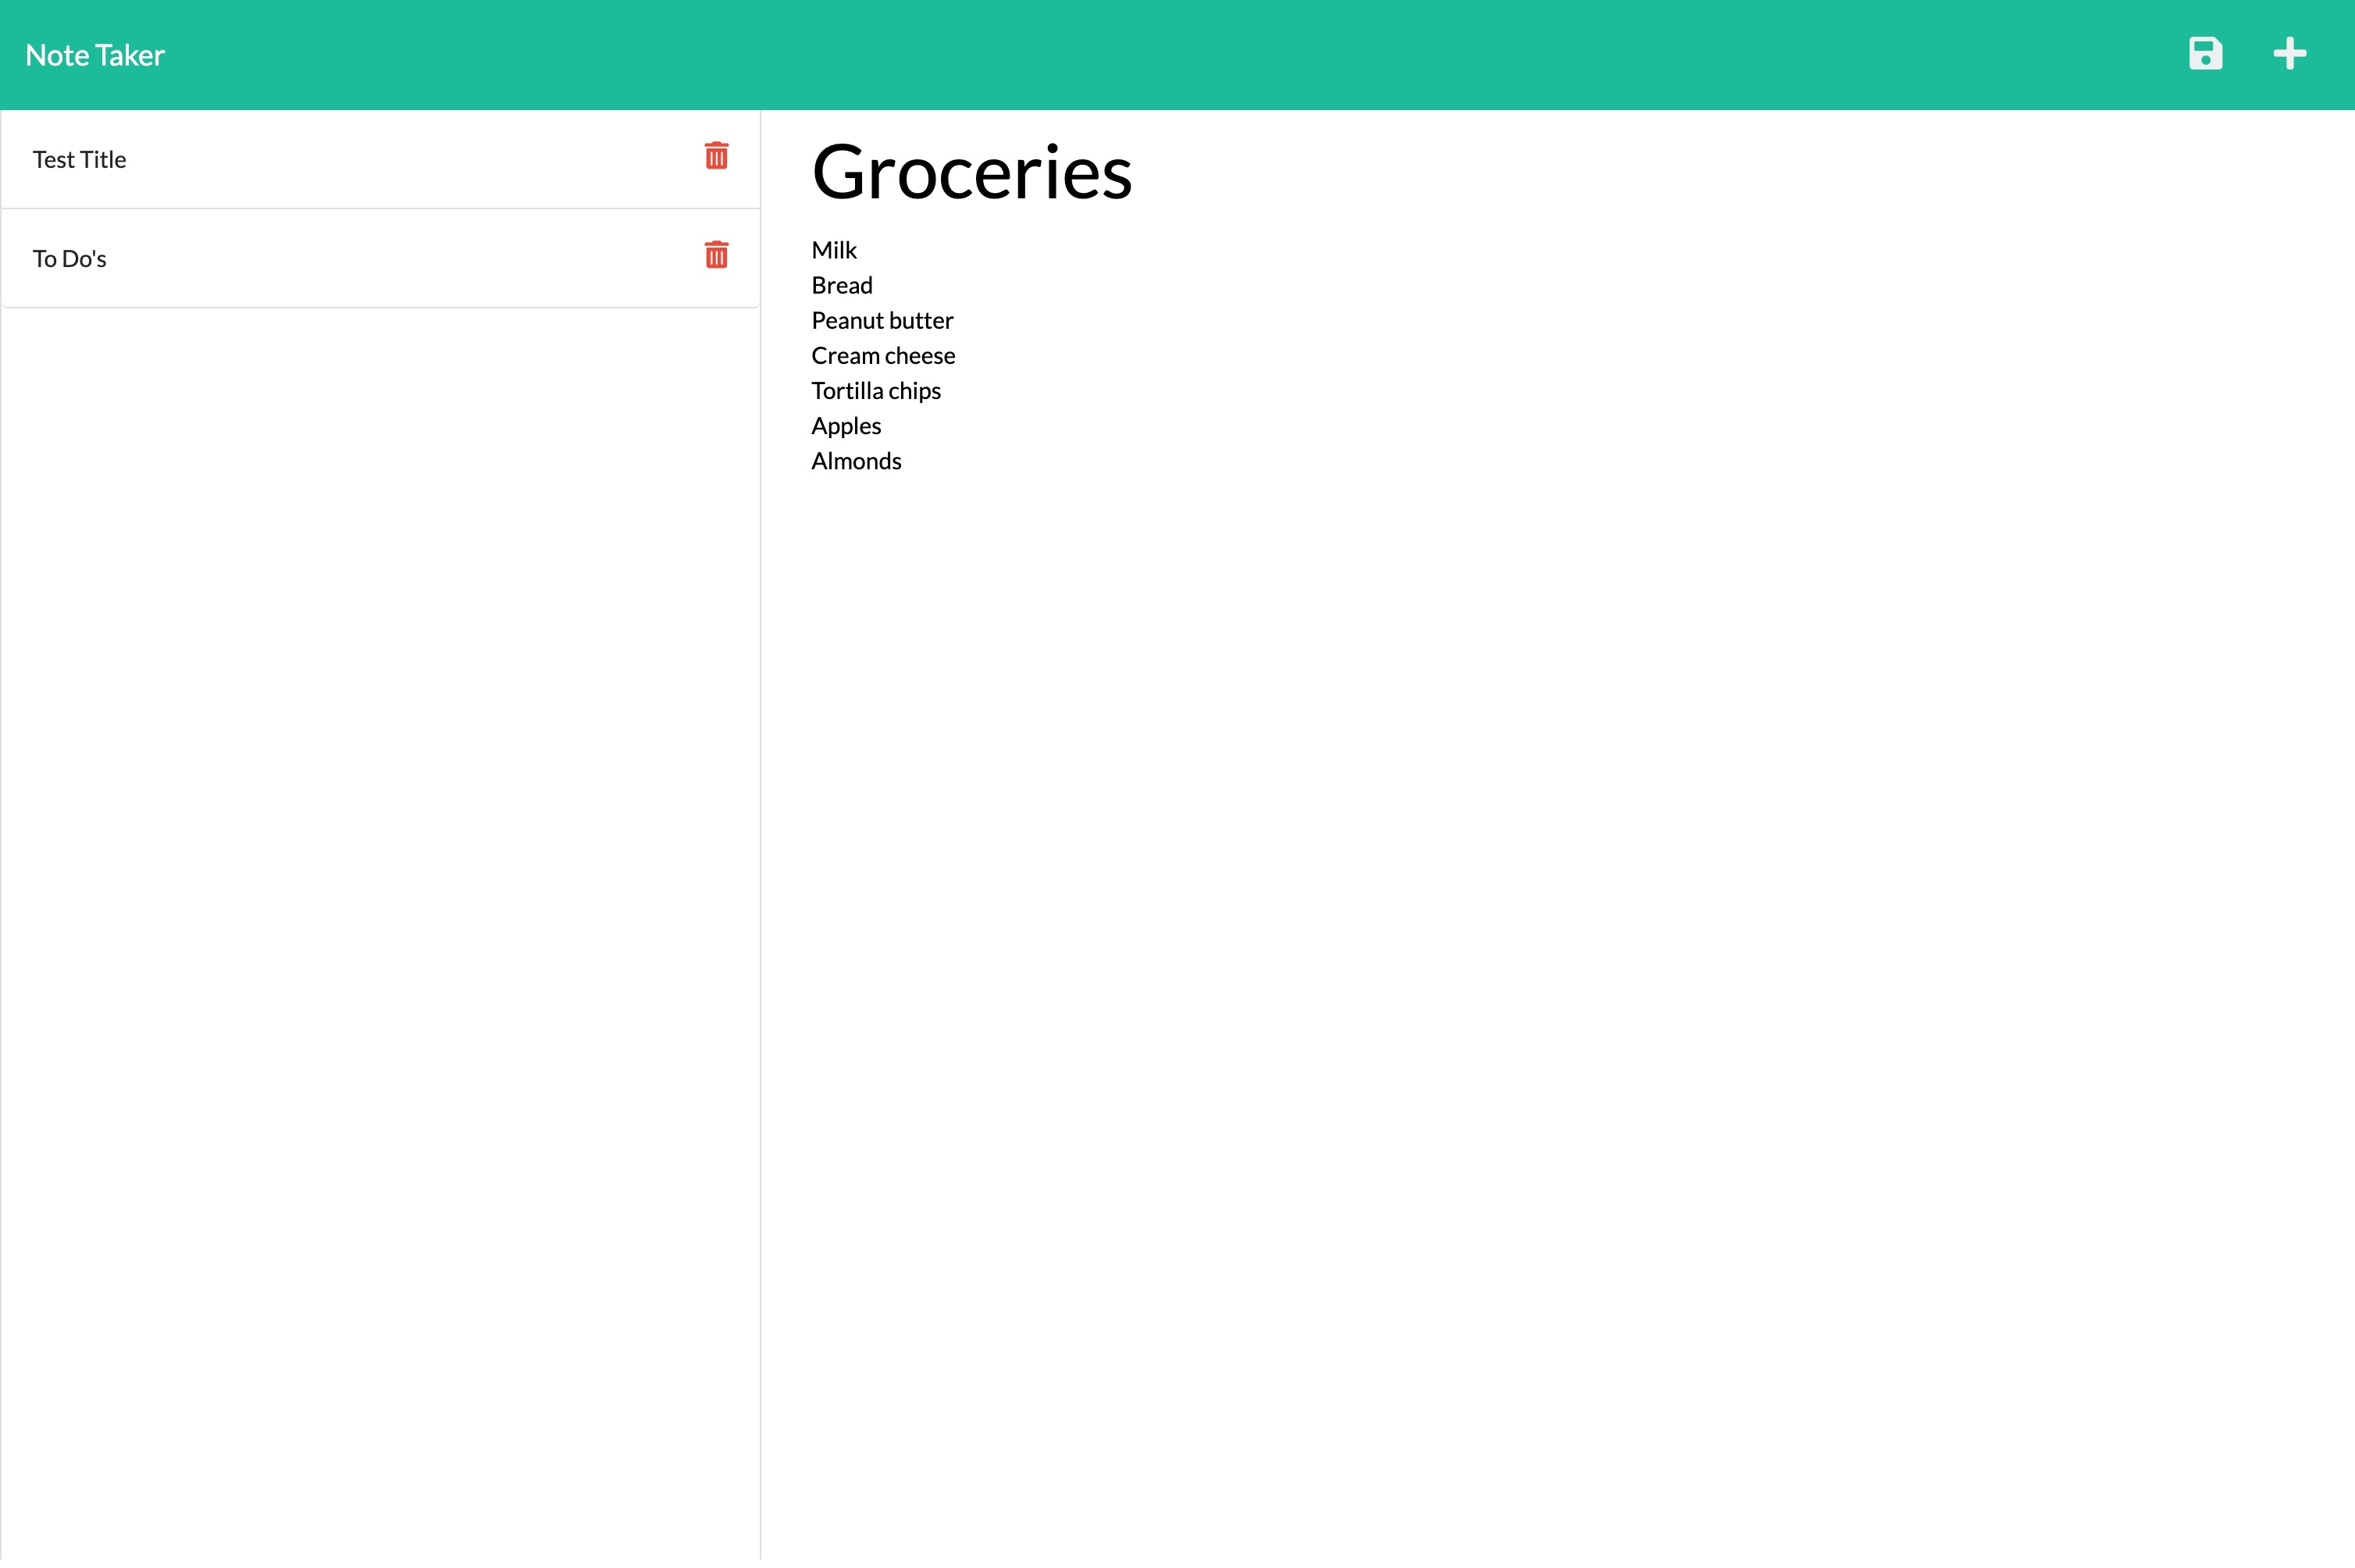 Note Taker
Test Title
To Do's
Groceries
Milk
Bread
Peanut butter
Cream cheese
Tortilla chips
Apples
Almonds